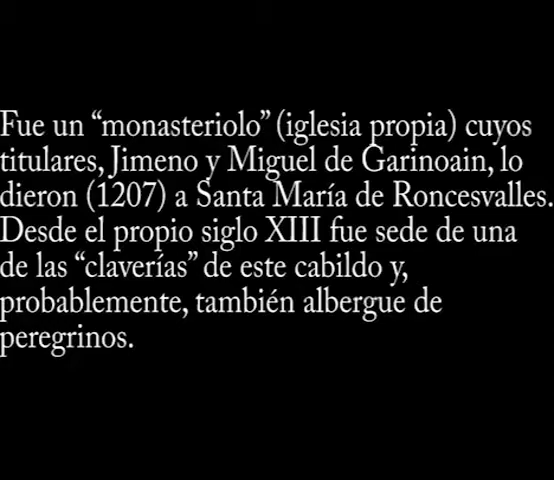 Fue un “monasteriolo” (iglesia propia) cuyos
titulares, Jimeno y Miguel de Garinoain, lo
dieron (1207) a Santa María de Roncesvalles.
Desde el propio siglo XIII fue sede de una
de las “claverías” de este cabildo y,
probablemente, también albergue de
peregrinos.